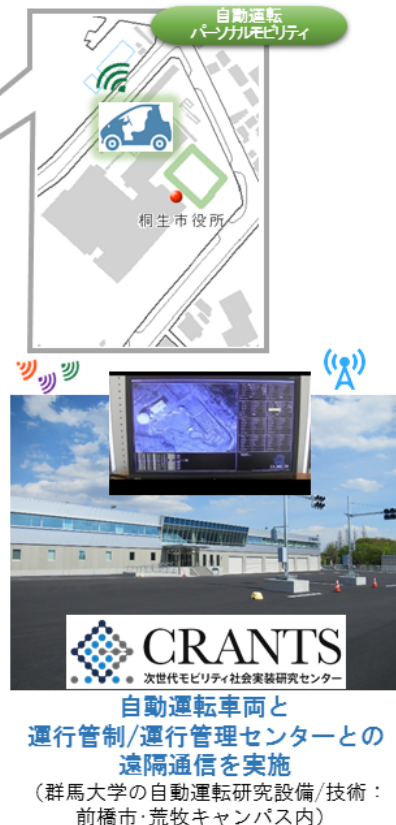 自動運転
パーソナルモビリティ
桐生市役所
CRANTS
次世代モビリティ社会実装研究センター
自動運転車両と
運行管制/運行管理センターとの
遠隔通信を実施
（群馬大学の自動運転研究設備/技術：
前橋市・荒牧キャンパス内）